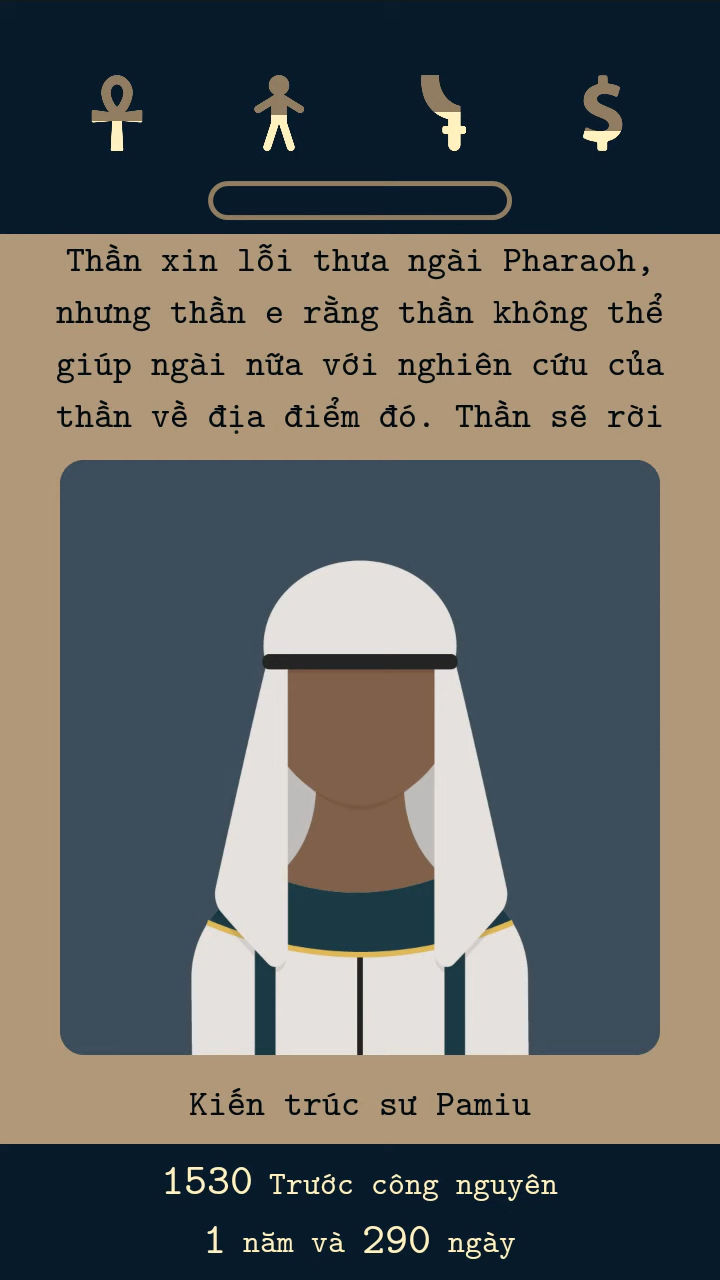 Thần xin lỗi thưa ngài Pharaoh,
nhưng thần e rằng thần không thể
giúp ngài nữa với nghiên cứu của
thần về địa điểm đó. Thần sẽ rời
Kiến trúc sư Pamiu
1530 Trước công nguyên
1 năm và 290 ngày